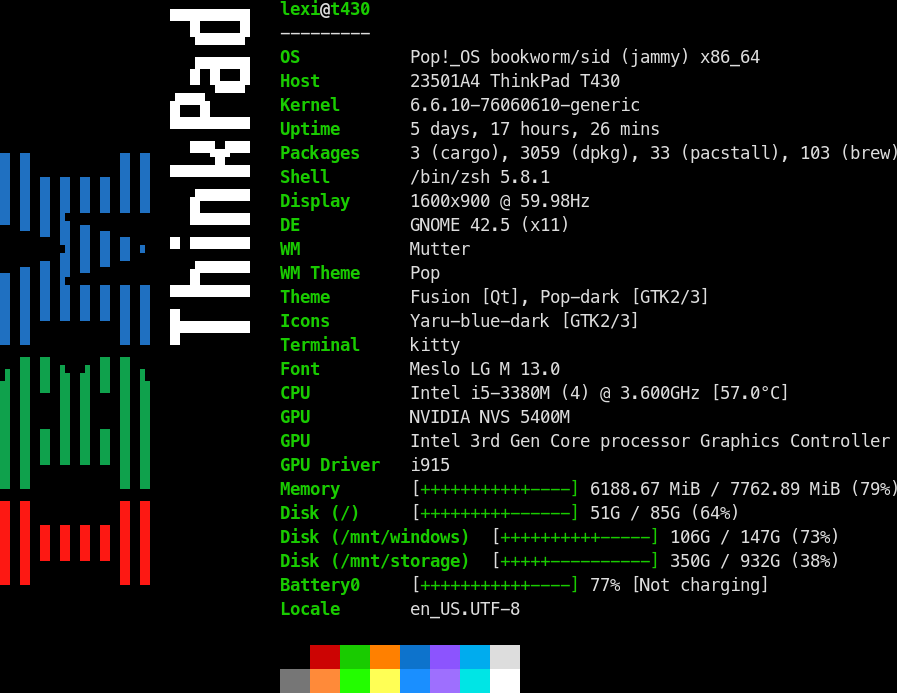 IBM
ThinkPad
lexi@t430
---------
OS Pop!_OS bookworm/sid (jammy) x86_64
Host 23501A4 ThinkPad T430
Kernel 6.6.10-76060610-generic
Uptime 5 days, 17 hours, 26 mins
Packages 3 (cargo), 3059 (dpkg), 33 (pacstall), 103 (brew)
Shell /bin/zsh 5.8.1
Display 1600x900 @ 59.98Hz
DE GNOME 42.5 (x11)
WM Mutter
WM Theme Pop
Theme Fusion [Qt], Pop-dark [GTK2/3]
Icons Yaru-blue-dark [GTK2/3]
Terminal kitty
Font Meslo LG M 13.0
CPU Intel i5-3380M (4) @ 3.600GHz [57.0°C]
GPU NVIDIA NVS 5400M
GPU Intel 3rd Gen Core processor Graphics Controller
GPU Driver i915
Memory [+++++++++++----] 6188.67 MiB / 7762.89 MiB (79%)
Disk (/) [+++++++++------] 51G / 85G (64%)
Disk (/mnt/windows) [++++++++++-----] 106G / 147G (73%)
Disk (/mnt/storage) [+++++----------] 350G / 932G (38%)
Battery0 [+++++++++++----] 77% [Not charging]
Locale en_US.UTF-8